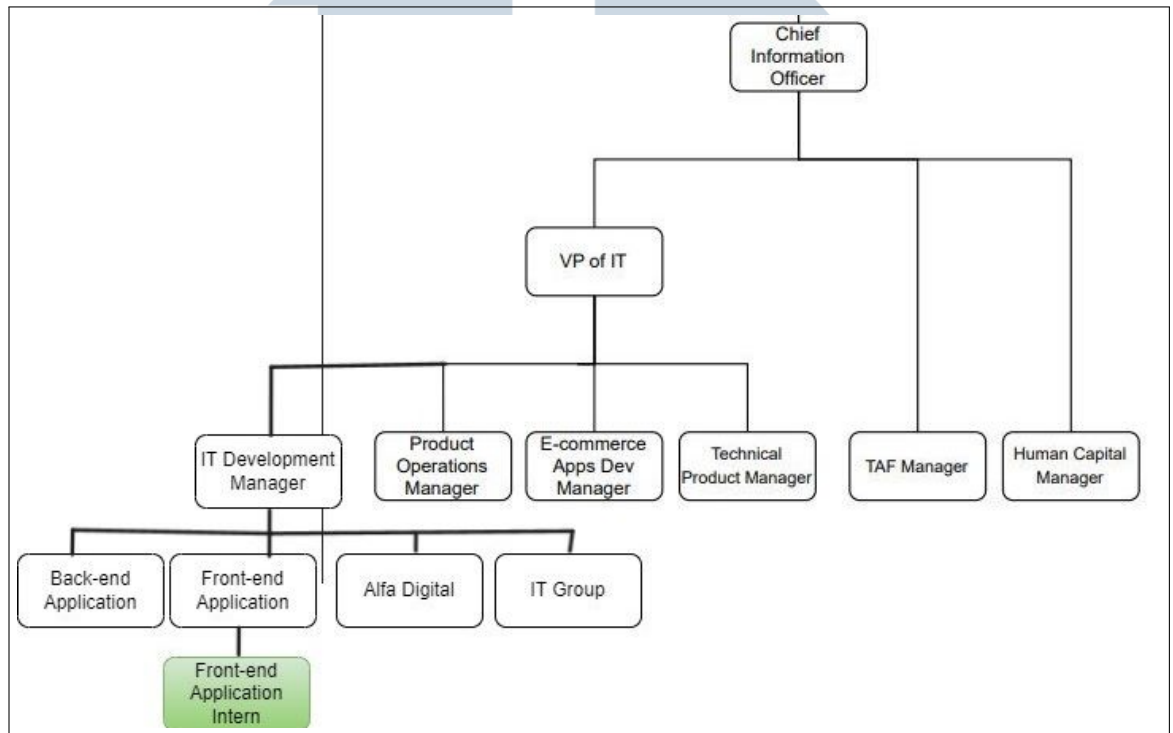 Chief
Information
Officer
VP of IT
IT Development
Manager
Product
Operations
Manager
E-commerce
Apps Dev
Manager
Technical
Product Manager
TAF Manager
Human Capital
Manager
Back-end
Application
Front-end
Application
Alfa Digital
IT Group
Front-end
Application
Intern